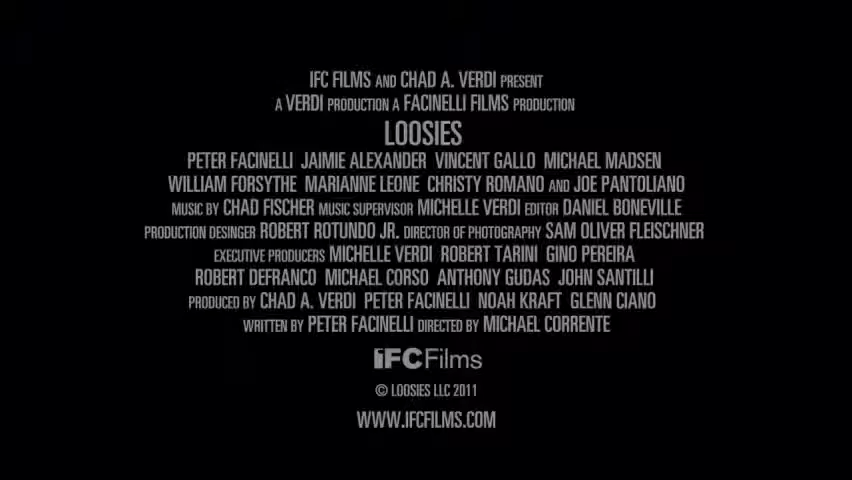 IFC FILMS AND CHAD A. VERDI PRESENT
A VERDI PRODUCTION A FACINELLI FILMS PRODUCTION
LOOSIES
PETER FACINELLI JAIMIE ALEXANDER VINCENT GALLO MICHAEL MADSEN
WILLIAM FORSYTHE MARIANNE LEONE CHRISTY ROMANO AND JOE PANTOLIANO
MUSIC BY CHAD FISCHER MUSIC SUPERVISOR MICHELLE VERDI EDITOR DANIEL BONEVILLE
PRODUCTION DESINGER ROBERT ROTUNDO JR. DIRECTOR OF PHOTOGRAPHY SAM OLIVER FLEISCHNER
EXECUTIVE PRODUCERS MICHELLE VERDI ROBERT TARINI GINO PEREIRA
ROBERT DEFRANCO MICHAEL CORSO ANTHONY GUDAS JOHN SANTILLI
PRODUCED BY CHAD A. VERDI PETER FACINELLI NOAH KRAFT GLENN CIANO
WRITTEN BY PETER FACINELLI DIRECTED BY MICHAEL CORRENTE
IFC Films
© LOOSIES LLC 2011
WWW.IFCFILMS.COM